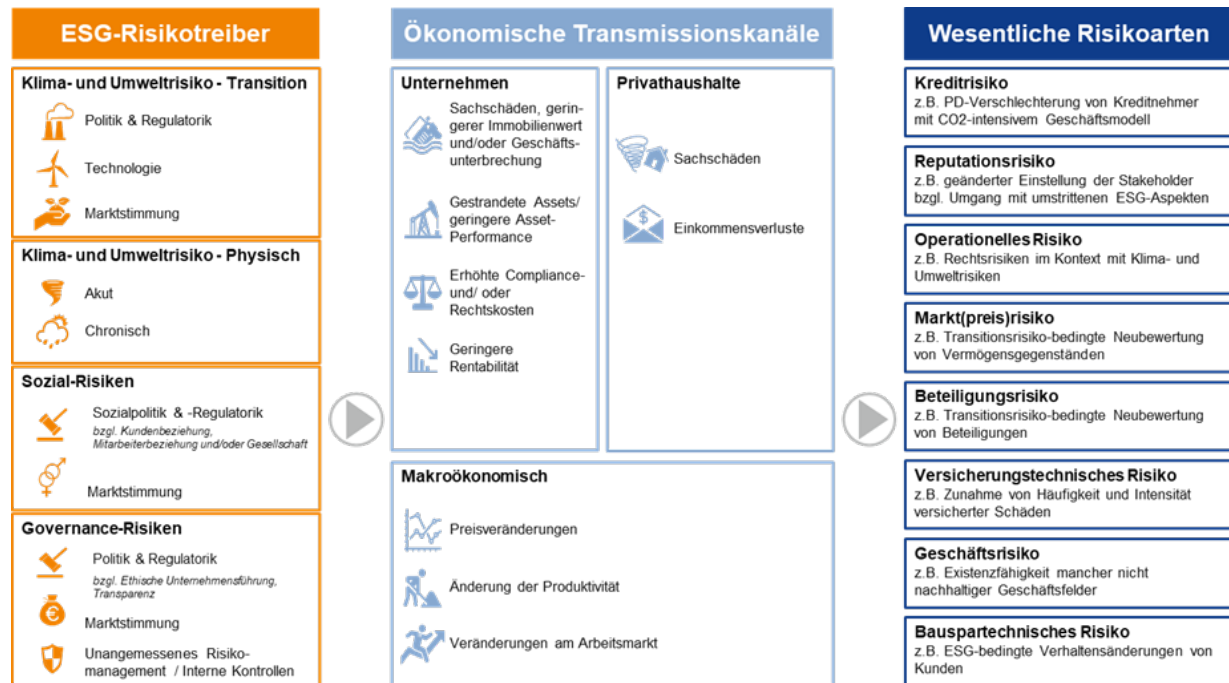 ESG-Risikotreiber
Klima- und Umweltrisiko - Transition
Politik & Regulatorik
Technologie
Marktstimmung
Klima- und Umweltrisiko - Physisch
Akut
Chronisch
Sozial-Risiken
Sozialpolitik & -Regulatorik
bzgl. Kundenbeziehung,
Mitarbeiterbeziehung und/oder Gesellschaft
Marktstimmung
Governance-Risiken
Politik & Regulatorik
bzgl. Ethische Unternehmensführung,
Transparenz
Marktstimmung
Unangemessenes Risiko-
management / Interne Kontrollen
Ökonomische Transmissionskanäle
Unternehmen
Sachschäden, gerin-
gerer Immobilienwert
und/oder Geschäfts-
unterbrechung
Gestrandete Assets/
geringere Asset-
Performance
Erhöhte Compliance-
und/ oder
Rechtskosten
Geringere
Rentabilität
Privathaushalte
Sachschäden
$
Einkommensverluste
Makroökonomisch
Preisveränderungen
Änderung der Produktivität
Veränderungen am Arbeitsmarkt
Wesentliche Risikoarten
Kreditrisiko
z.B. PD-Verschlechterung von Kreditnehmer
mit CO2-intensivem Geschäftsmodell
Reputationsrisiko
z.B. geänderter Einstellung der Stakeholder
bzgl. Umgang mit umstrittenen ESG-Aspekten
Operationelles Risiko
z.B. Rechtsrisiken im Kontext mit Klima- und
Umweltrisiken
Markt(preis)risiko
z.B. Transitionsrisiko-bedingte Neubewertung
von Vermögensgegenständen
Beteiligungsrisiko
z.B. Transitionsrisiko-bedingte Neubewertung
von Beteiligungen
Versicherungstechnisches Risiko
z.B. Zunahme von Häufigkeit und Intensität
versicherter Schäden
Geschäftsrisiko
z.B. Existenzfähigkeit mancher nicht
nachhaltiger Geschäftsfelder
Bauspartechnisches Risiko
z.B. ESG-bedingte Verhaltensänderungen von
Kunden